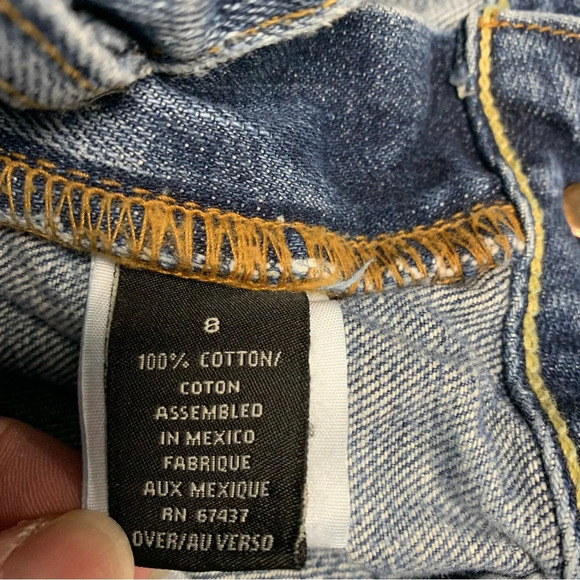 8
100% COTTON/
COTON
ASSEMBLED
IN MEXICO
FABRIQUE
AUX MEXIQUE
RN 67437
OVER/AU VERSO